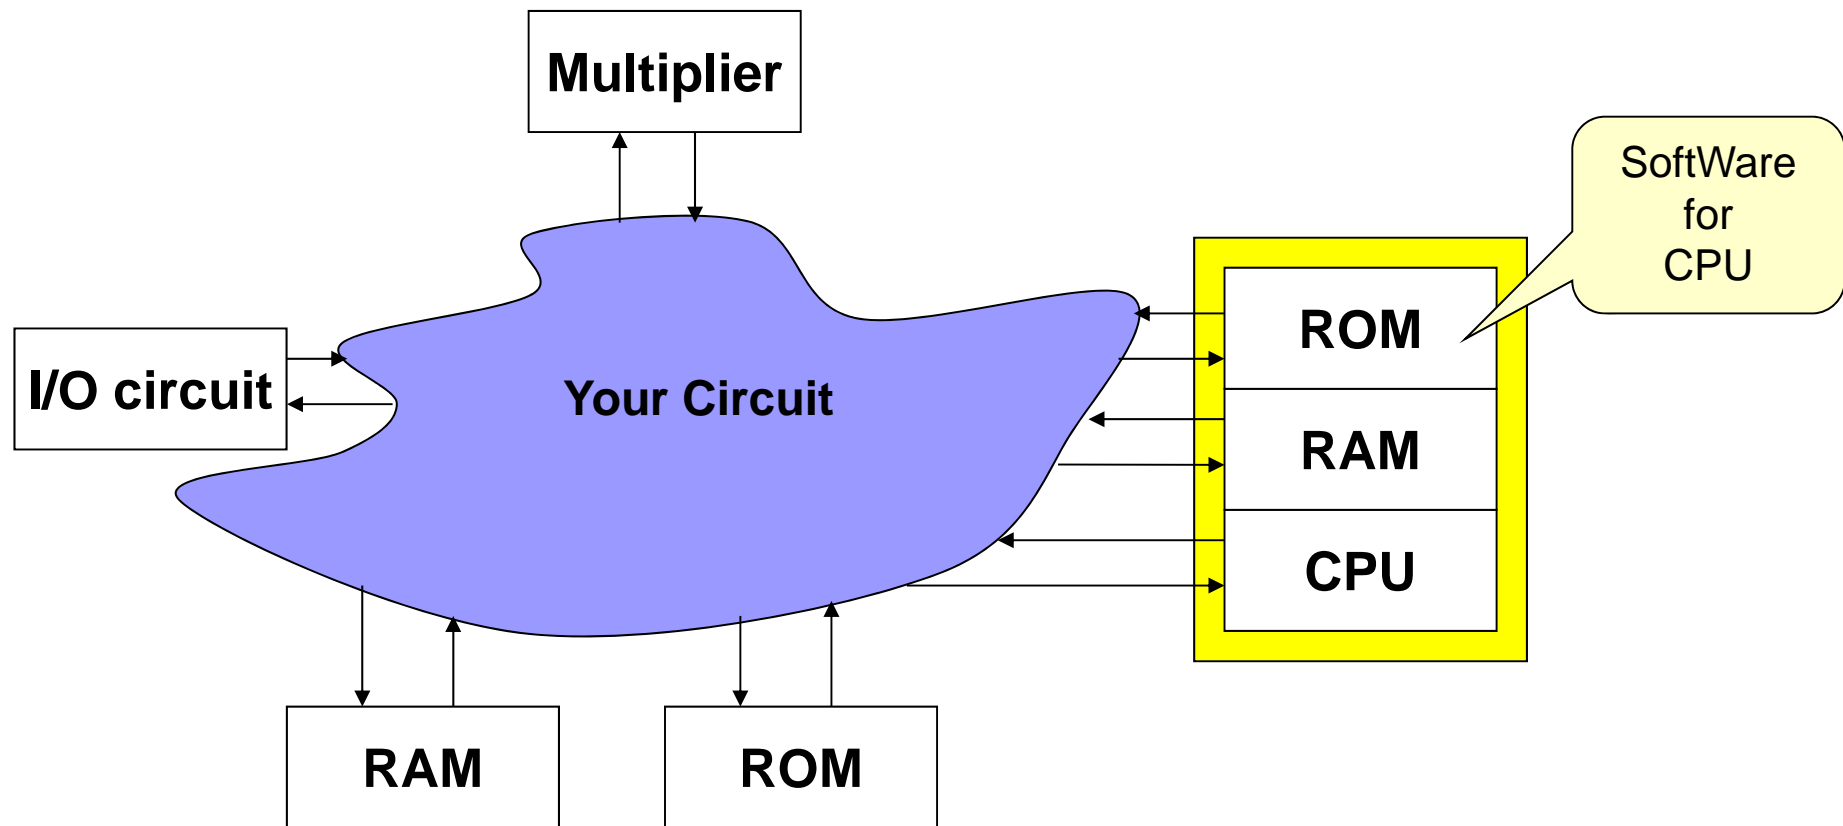 Multiplier
SoftWare
for
CPU
ROM
I/O circuit
Your Circuit
RAM
CPU
RAM
ROM